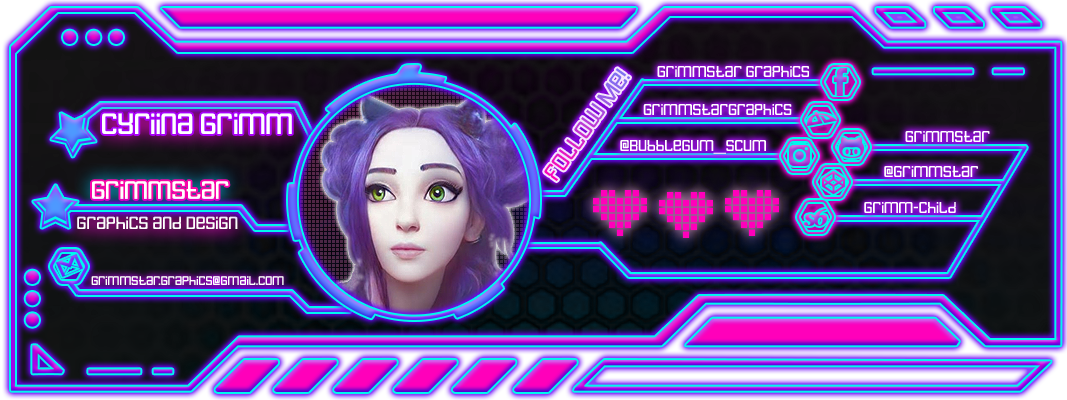 Cyriina Grimm
Grimmstar
Graphics and Design
grimmstar.graphics@gmail.com
Follow Me!
Grimmstar Graphics
GrimmstarGraphics
@Bubblegum_Scum
Grimmstar
@Grimmstar
Grimm-Child
S6